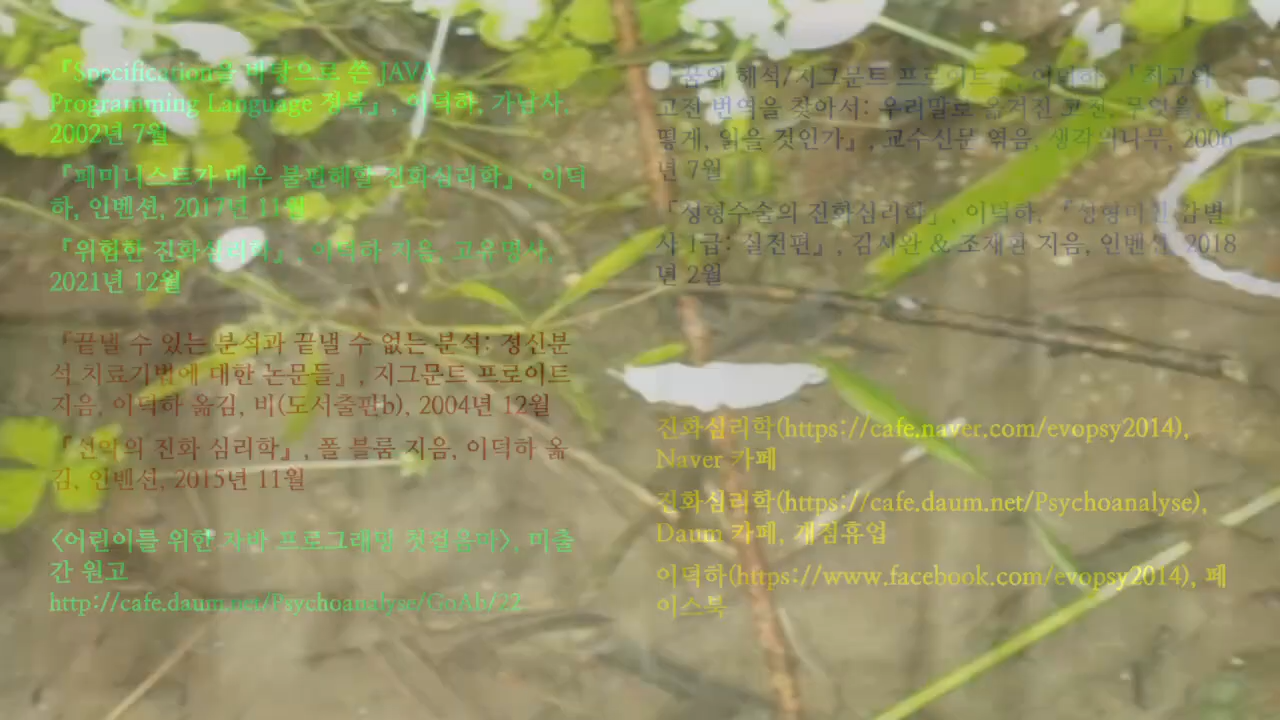 『Specification을 바탕으로 쓴 JAVA
Programming Language 정복』, 이덕하, 가남사,
2002년 7월
『페미니스트가 매우 불편해할 진화심리학』, 이덕
하, 인벤션, 2017년 11월
『위험한 진화심리학』, 이덕하 지음, 고유명사,
2021년 12월
『끝낼 수 있는 분석과 끝낼 수 없는 분석: 정신분
석 치료기법에 대한 논문들』, 지그문트 프로이트
지음, 이덕하 옮김, 비(도서출판b), 2004년 12월
『선악의 진화 심리학』, 폴 블룸 지음, 이덕하 옮
김, 인벤션, 2015년 11월
<어린이를 위한 자바 프로그래밍 첫걸음마>, 미출
간 원고
http://cafe.daum.net/Psychoanalyse/GoAb/22
「꿈의 해석/지그문트 프로이트」, 이덕하, 『최고의
고전 번역을 찾아서: 우리말로 옮겨진 고전, 무엇을 어
떻게, 읽을 것인가』, 교수신문 엮음, 생각의나무, 2006
년 7월
「성형수술의 진화심리학」, 이덕하, 『성형미인 감별
사 1급: 실전편』, 김시완 & 조재환 지음, 인벤션, 2018
년 2월
진화심리학(https://cafe.naver.com/evopsy2014),
Naver 카페
진화심리학(https://cafe.daum.net/Psychoanalyse),
Daum 카페, 개점휴업
이덕하(https://www.facebook.com/evopsy2014), 페
이스북